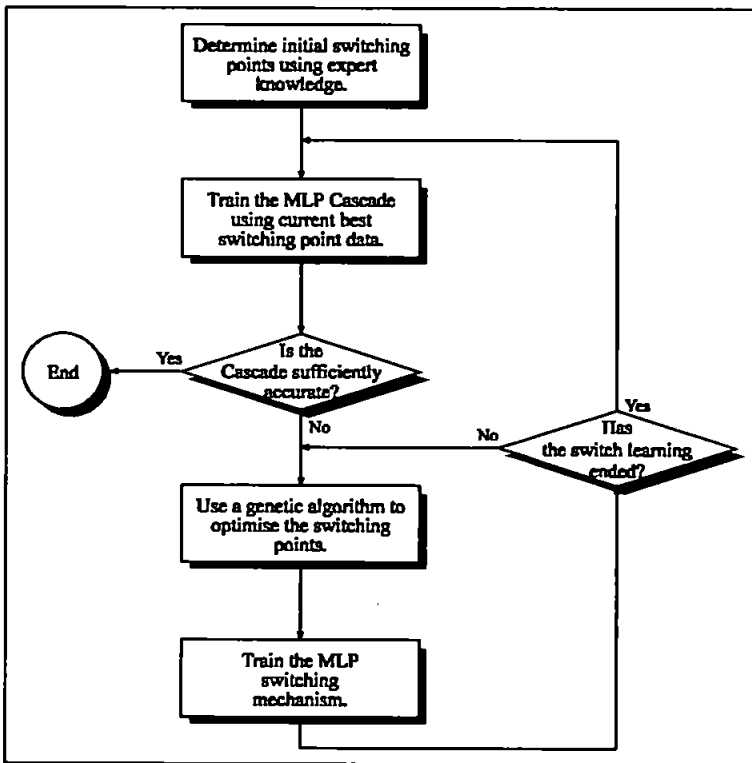 Determine initial switching
points using expert
knowledge.
Train the MLP Cascade
using current best
switching point data.
Is the
Cascade sufficiently
accurate?
Yes
End
No
Has
the switch learning
ended?
Yes
No
Use a genetic algorithm to
optimise the switching
points.
Train the MLP
switching
mechanism.